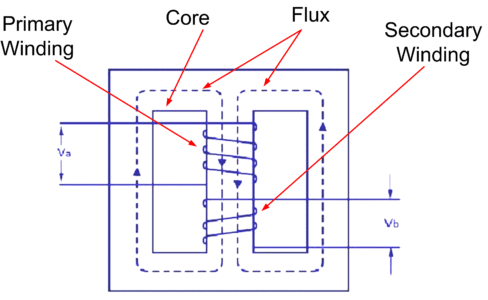 Primary
Winding
Core
Flux
Secondary
Winding
Va
Vb